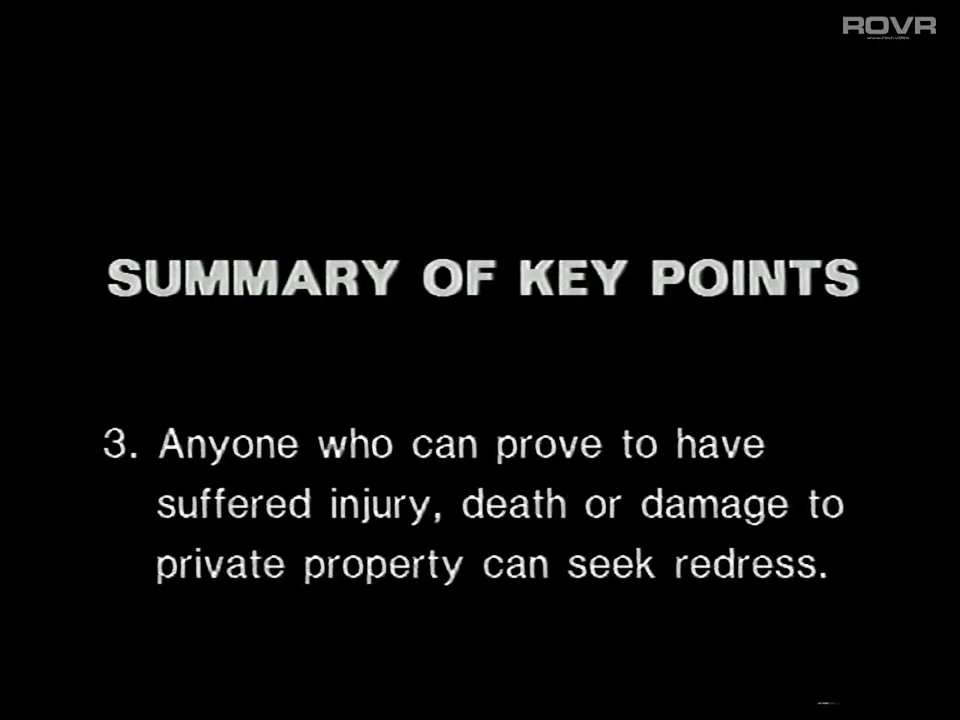 ROVR
SUMMARY OF KEY POINTS
3. Anyone who can prove to have
suffered injury, death or damage to
private property can seek redress.